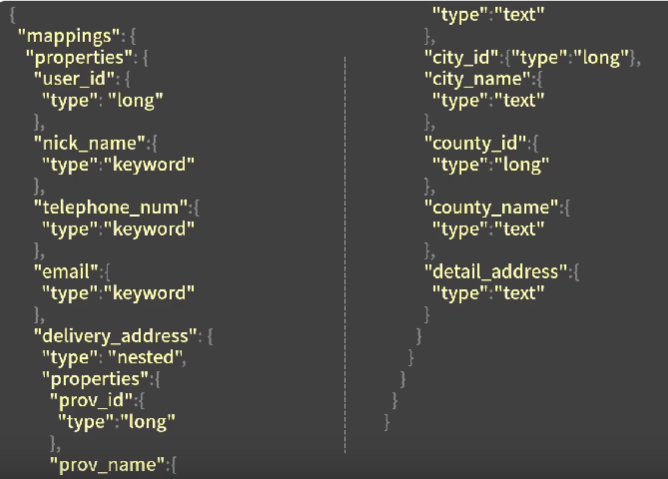 {
"mappings":{
"properties":{
"user_id":{
"type": "long"
},
"nick_name":{
"type":"keyword"
},
"telephone_num":{
"type":"keyword"
},
"email":{
"type":"keyword"
},
"delivery_address":{
"type": "nested",
"properties":{
"prov_id":{
"type":"long"
},
"prov_name":{
"type":"text"
},
"city_id":{"type":"long"},
"city_name":{
"type":"text"
},
"county_id":{
"type":"long"
},
"county_name":{
"type":"text"
},
"detail_address":{
"type":"text"
}
}
}
}
}
}